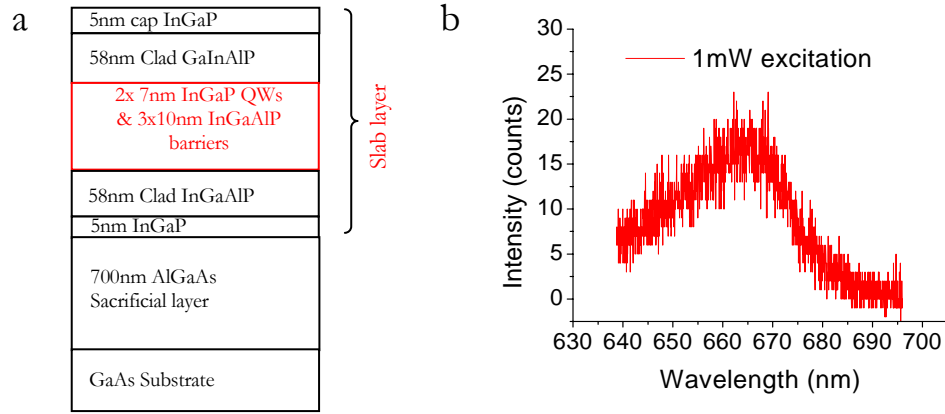 a
5nm cap InGaP
58nm Clad GaInAlP
2x 7nm InGaP QWs
& 3x10nm InGaAlP
barriers
58nm Clad InGaAlP
5nm InGaP
700nm AlGaAs
Sacrificial layer
GaAs Substrate
Slab layer
b
1mW excitation
30
25
20
15
10
5
0
Intensity (counts)
630 640 650 660 670 680 690 700
Wavelength (nm)